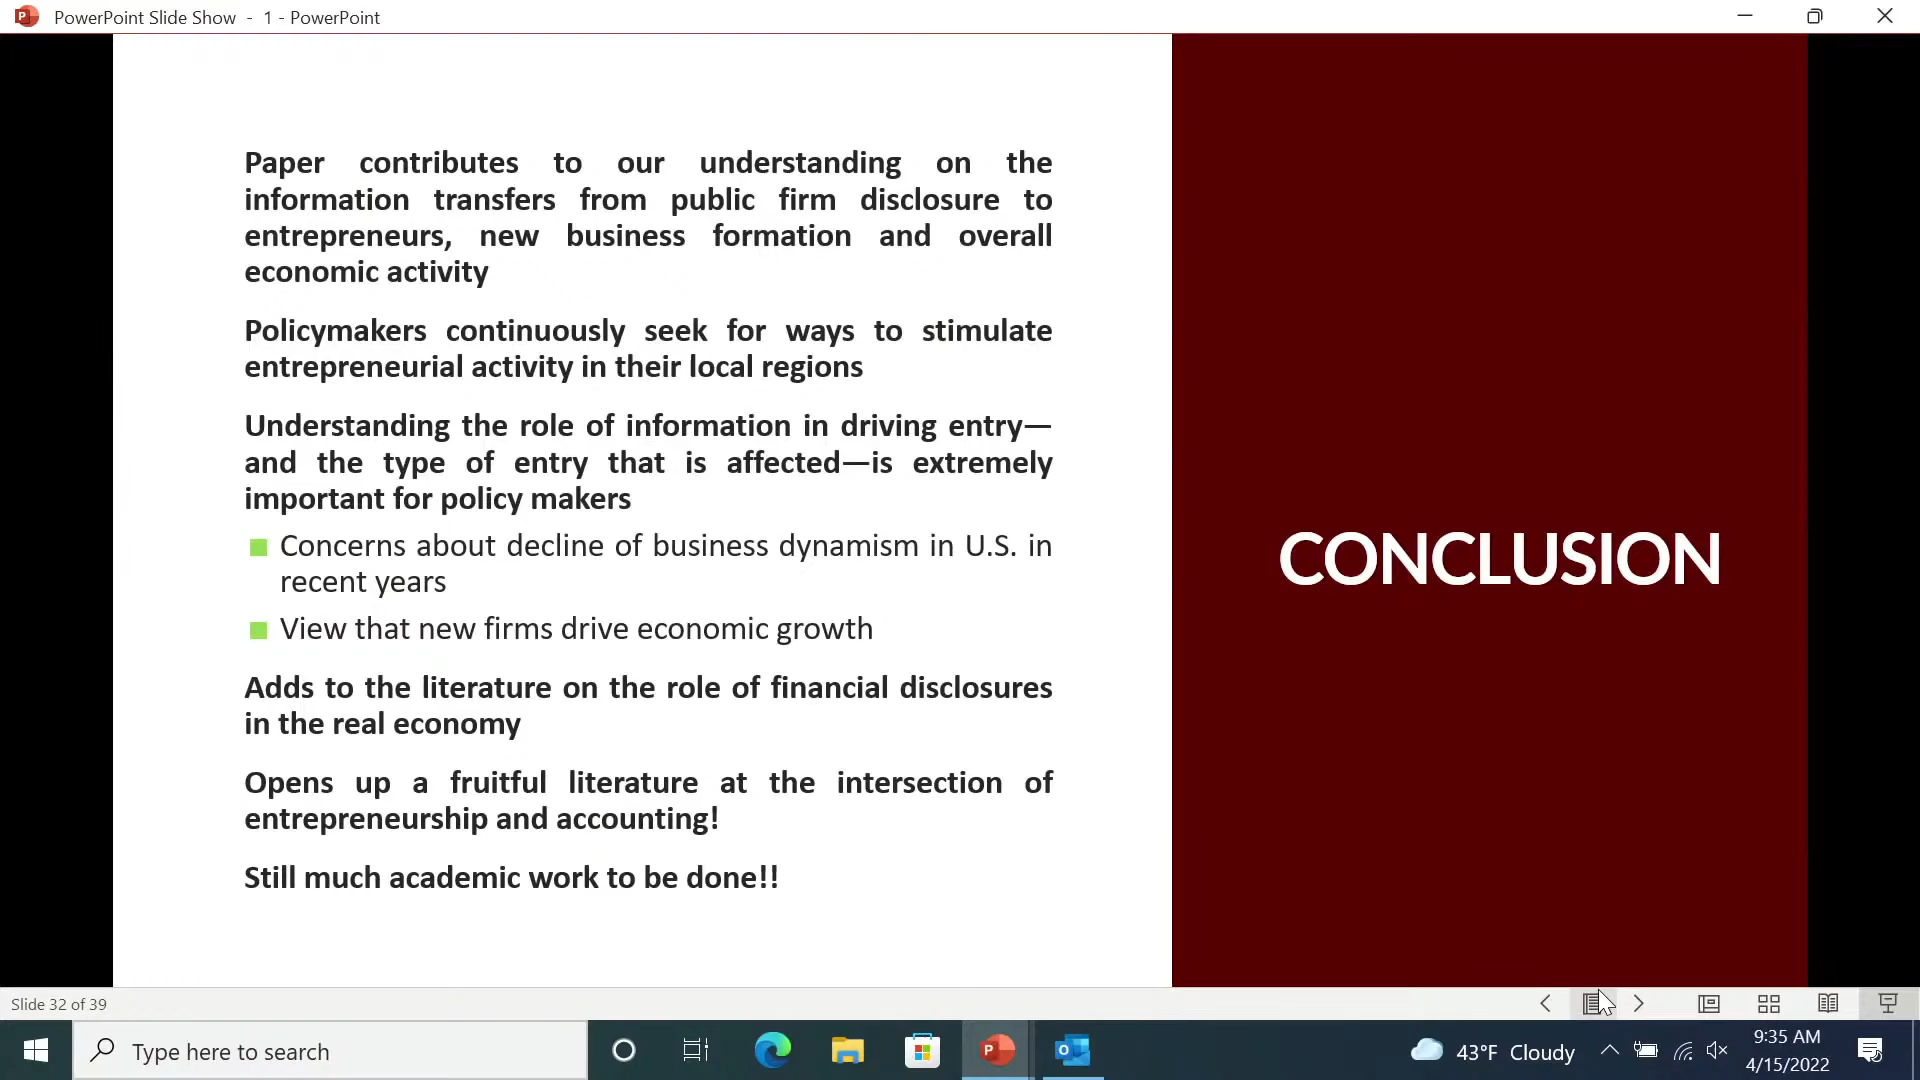 PowerPoint Slide Show - 1 - PowerPoint
Paper contributes to our understanding on the
information transfers from public firm disclosure to
entrepreneurs, new business formation and overall
economic activity
Policymakers continuously seek for ways to stimulate
entrepreneurial activity in their local regions
Understanding the role of information in driving entry—
and the type of entry that is affected—is extremely
important for policy makers
Concerns about decline of business dynamism in U.S. in
recent years
View that new firms drive economic growth
Adds to the literature on the role of financial disclosures
in the real economy
Opens up a fruitful literature at the intersection of
entrepreneurship and accounting!
Still much academic work to be done!!
CONCLUSION
Slide 32 of 39
Type here to search
43°F Cloudy
9:35 AM
4/15/2022